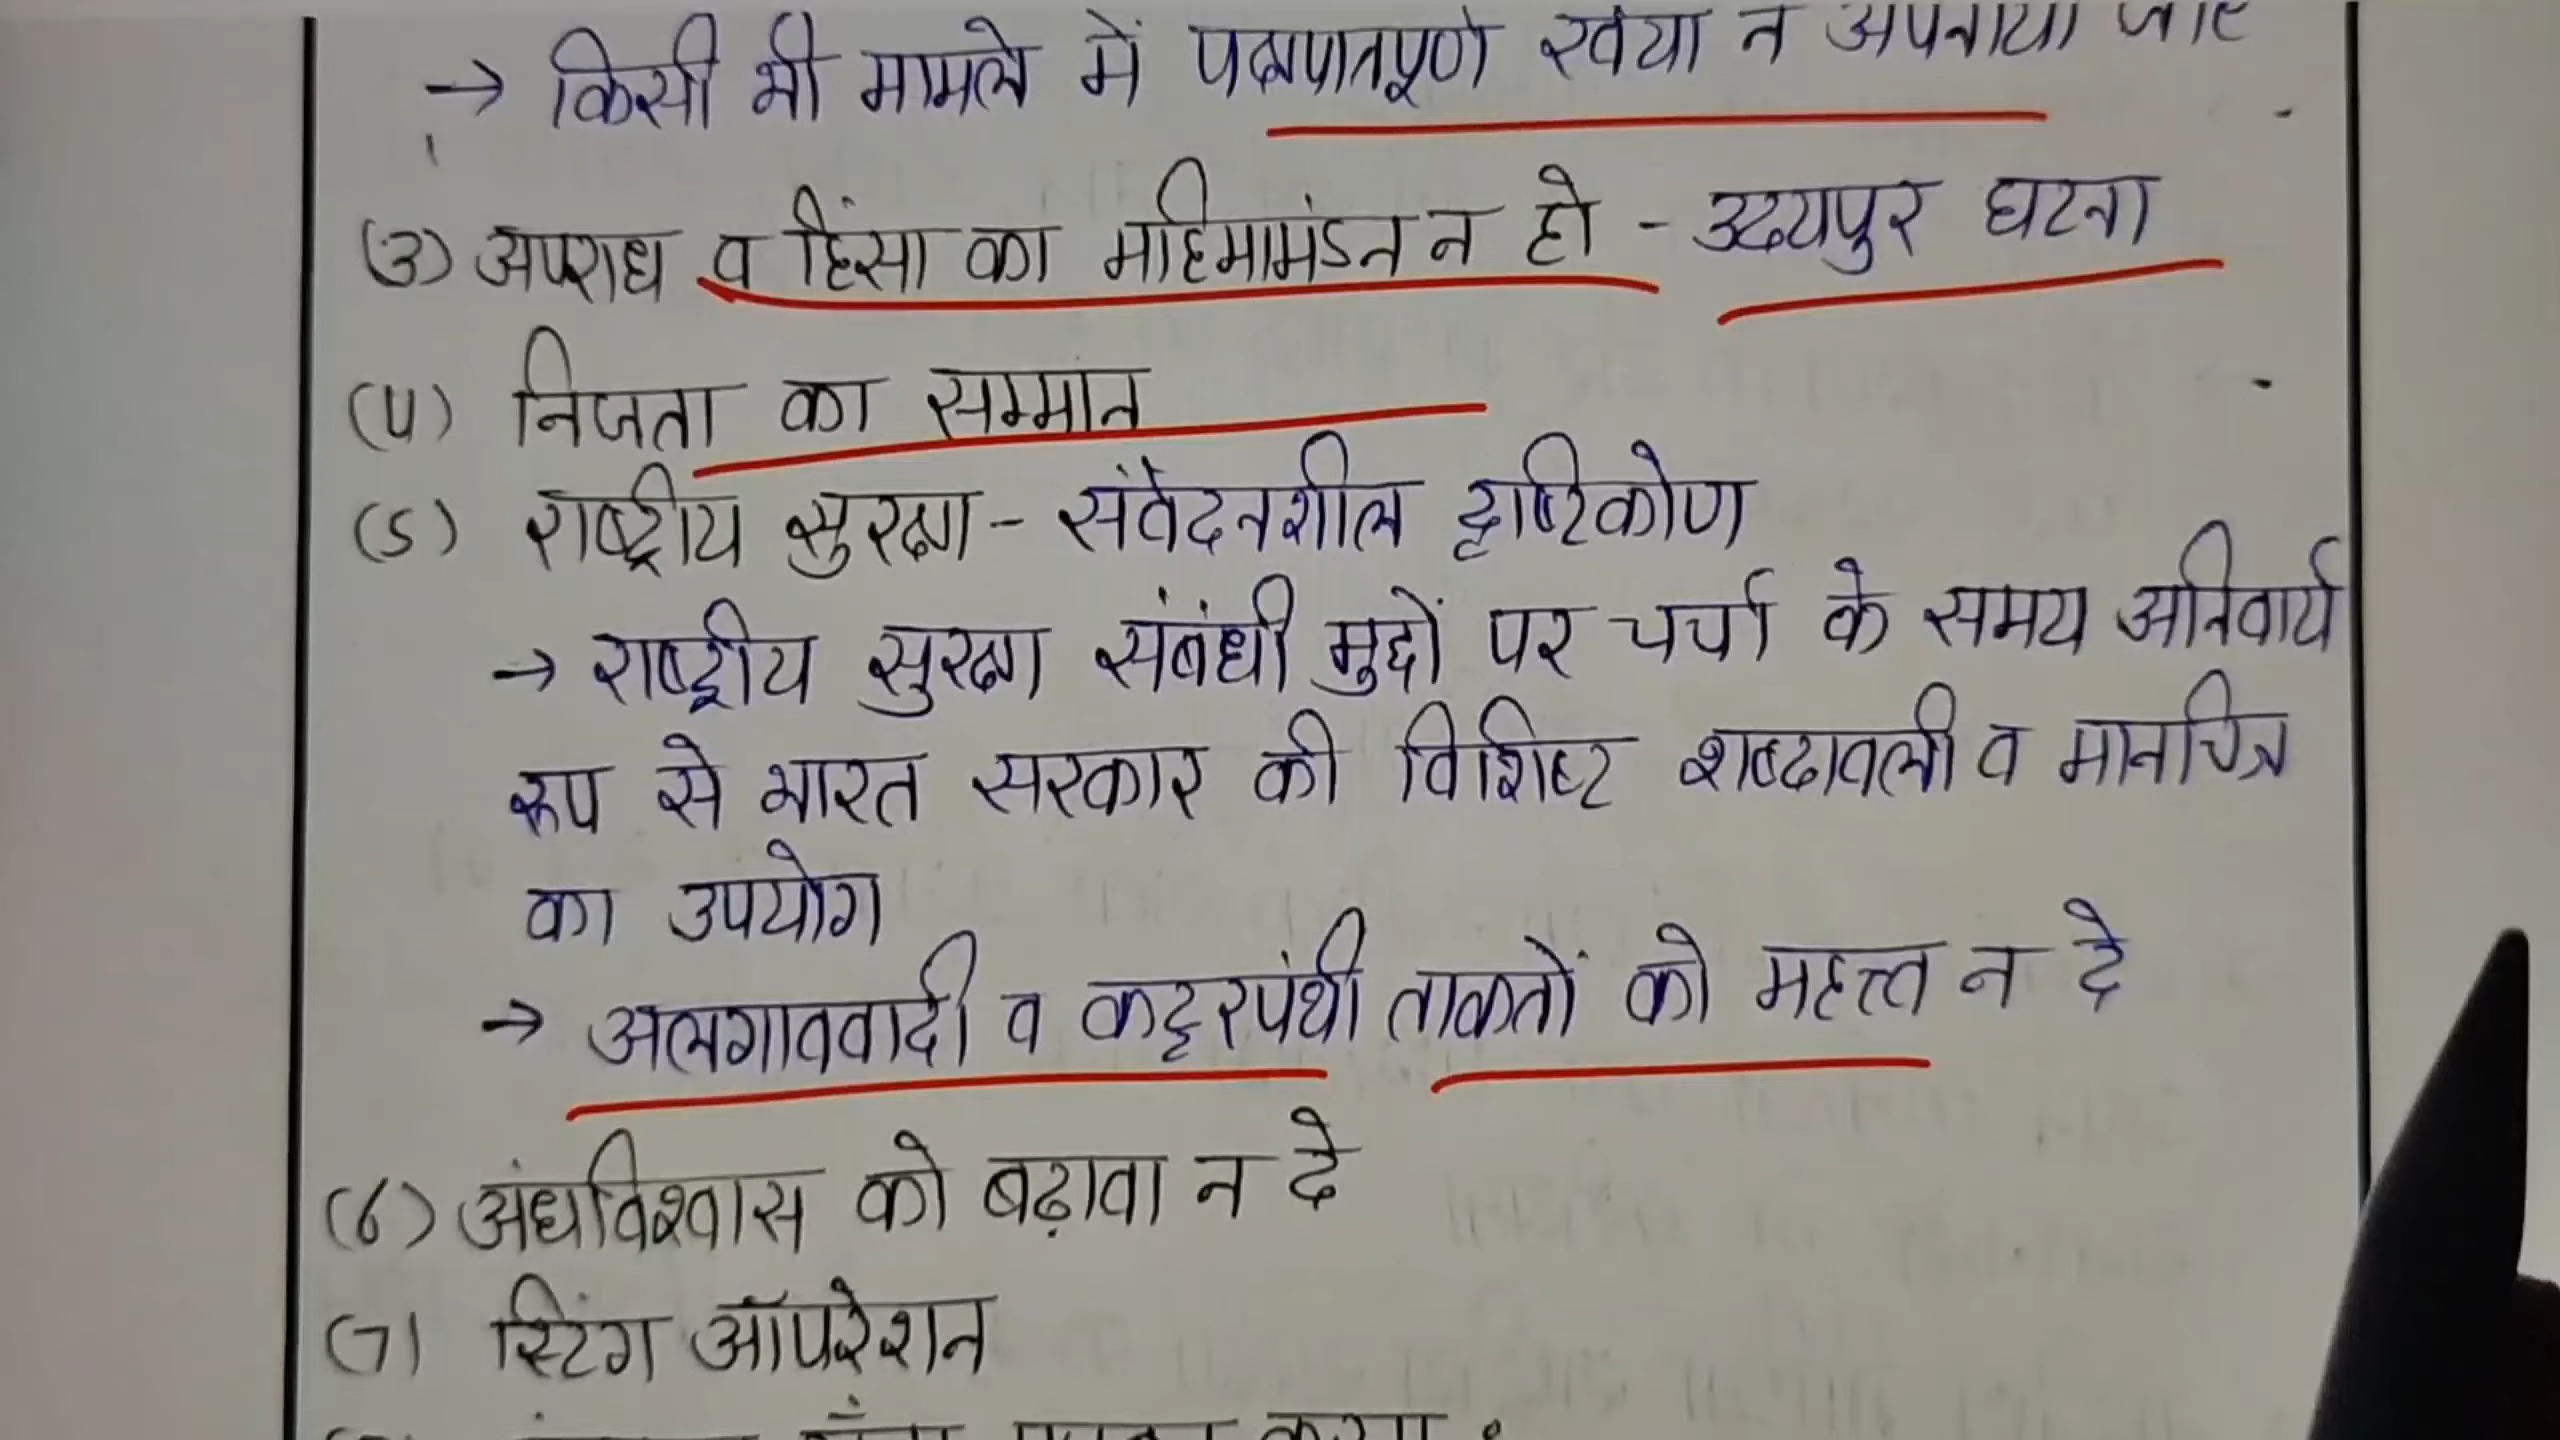 → किसी भी मामले में पक्षपातपूर्ण रवैया न अपनाया जाए
(3) अपराध व हिंसा का महिमामंडन न हो - उदयपुर घटना
(4) निजता का सम्मान
(5) राष्ट्रीय सुरक्षा - संवेदनशील दृष्टिकोण
→ राष्ट्रीय सुरक्षा संबंधी मुद्दों पर चर्चा के समय अनिवार्य
रूप से भारत सरकार की विशिष्ट शब्दावली व मानचित्र
का उपयोग
→ अलगाववादी व कट्टरपंथी ताकतों को महत्त्व न दे
(6) अंधविश्वास को बढ़ावा न दे
(7) स्टिंग ऑपरेशन